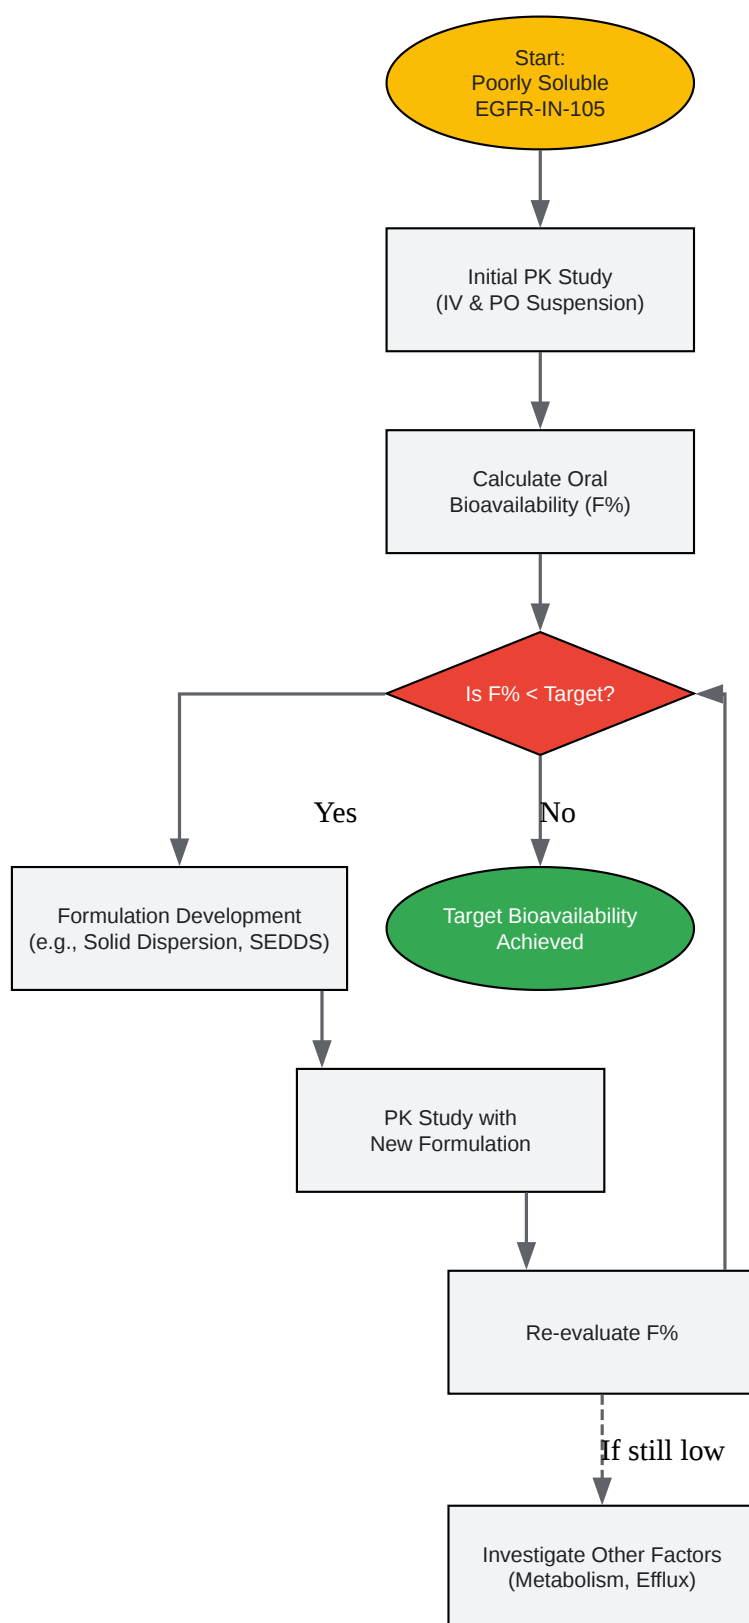 Start:
Poorly Soluble
EGFR-IN-105
Initial PK Study
(IV & PO Suspension)
Calculate Oral
Bioavailability (F%)
Is F% < Target?
Yes
No
Formulation Development
(e.g., Solid Dispersion, SEDDS)
Target Bioavailability
Achieved
PK Study with
New Formulation
Re-evaluate F%
If still low
Investigate Other Factors
(Metabolism, Efflux)